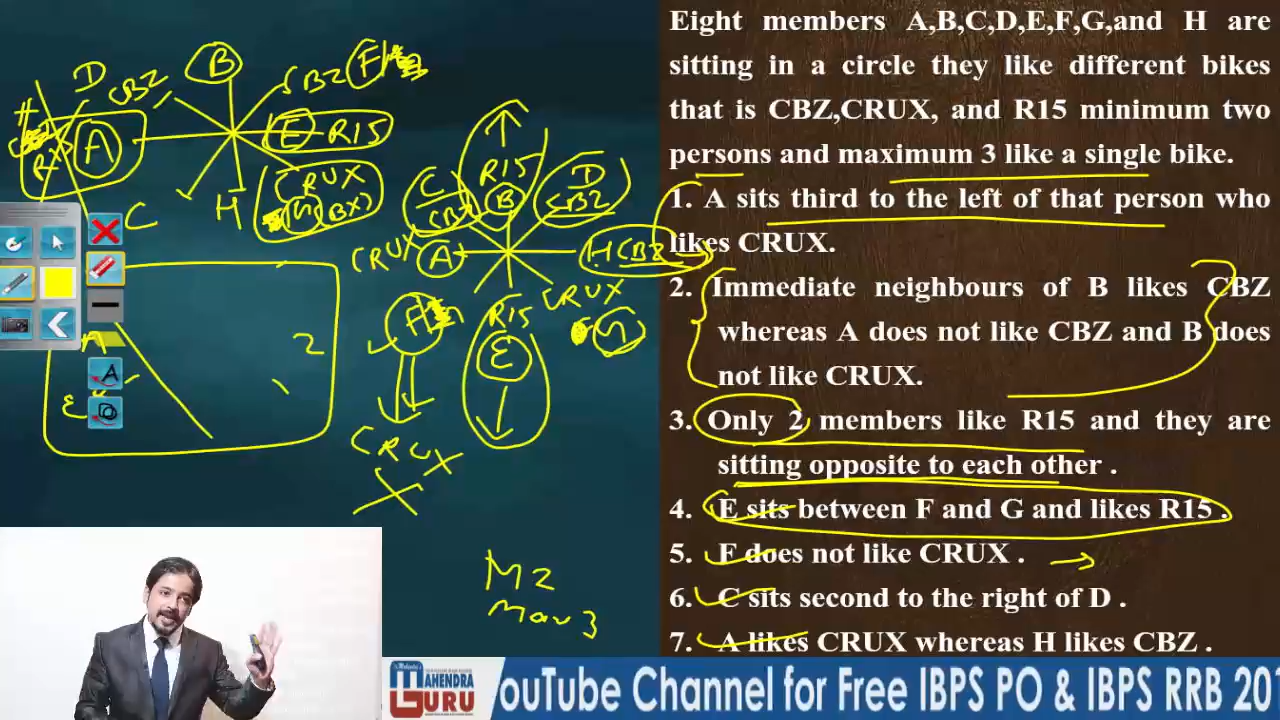 Eight members A,B,C,D,E,F,G,and H are
sitting in a circle they like different bikes
that is CBZ,CRUX, and R15 minimum two
persons and maximum 3 like a single bike.
1. A sits third to the left of that person who
likes CRUX.
2. Immediate neighbours of B likes CBZ
whereas A does not like CBZ and B does
not like CRUX.
3. Only 2 members like R15 and they are
sitting opposite to each other .
4. E sits between F and G and likes R15 .
5. F does not like CRUX .
6. C sits second to the right of D .
7. A likes CRUX whereas H likes CBZ .
D
CBZ
B
CBZ F
A
E R15
CRUX
H
C
R15
C
B
D
CBZ
CRUX
A
H CBZ
CRUX
R15
E
G
CRUX
2
M2
Max 3
MAHENDRA
GURU
ouTube Channel for Free IBPS PO & IBPS RRB 201